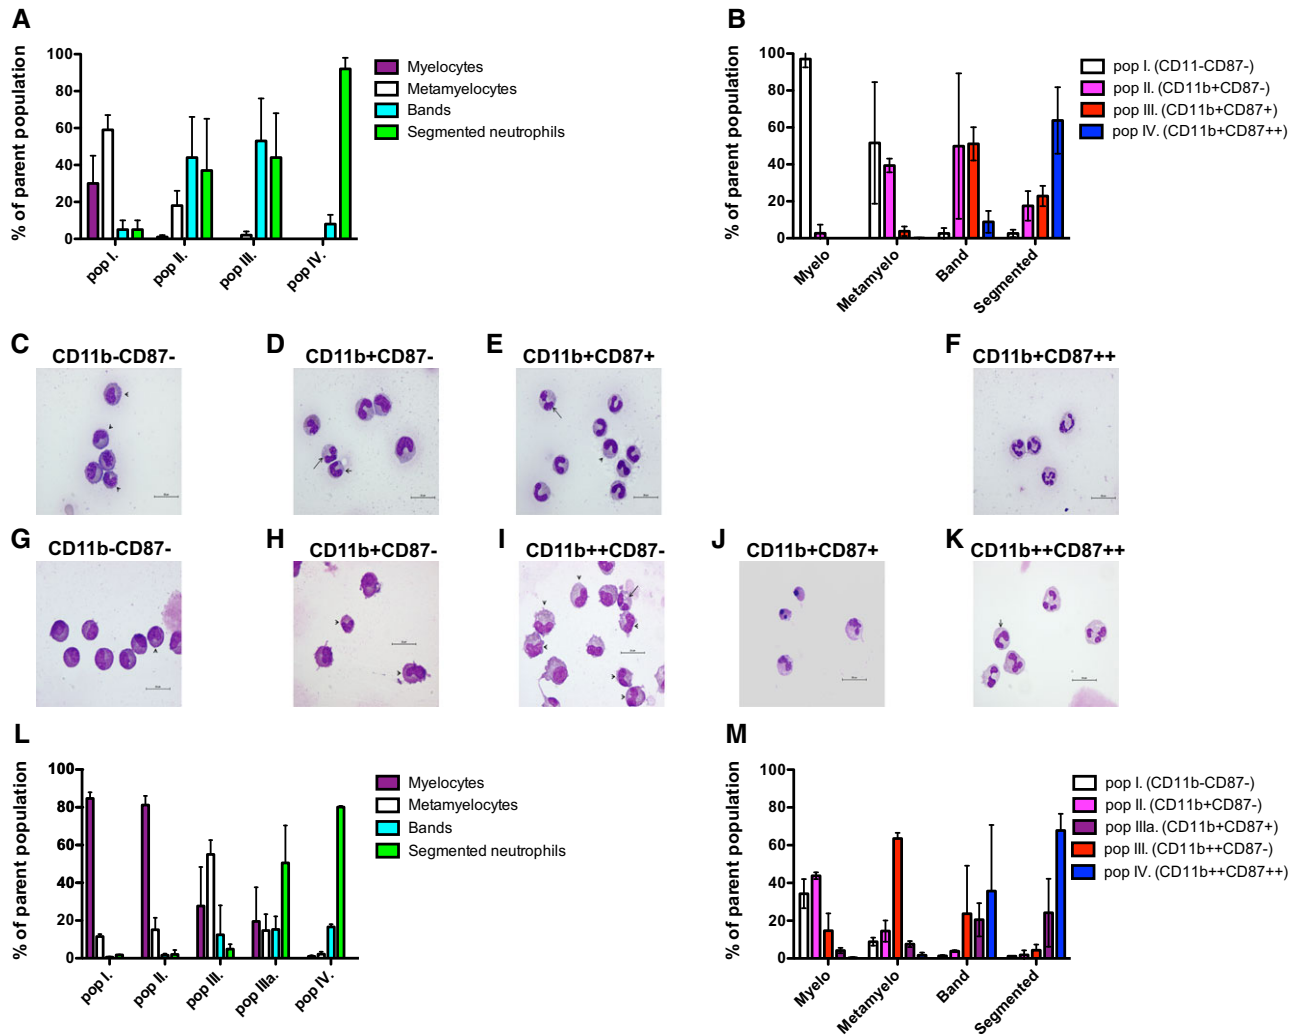 A
% of parent population
100
80
60
40
20
0
pop I.
pop II.
pop III.
pop IV.
Myelocytes
Metamyelocytes
Bands
Segmented neutrophils
B
% of parent population
100
80
60
40
20
0
Myelo
Metamyelo
Band
Segmented
pop I. (CD11-CD87-)
pop II. (CD11b+CD87-)
pop III. (CD11b+CD87+)
pop IV. (CD11b+CD87++)
C
CD11b-CD87-
D
CD11b+CD87-
E
CD11b+CD87+
F
CD11b+CD87++
G
CD11b-CD87-
H
CD11b+CD87-
I
CD11b++CD87-
J
CD11b+CD87+
K
CD11b++CD87++
L
% of parent population
100
80
60
40
20
0
pop I.
pop II.
pop III.
pop IIIa.
pop IV.
Myelocytes
Metamyelocytes
Bands
Segmented neutrophils
M
% of parent population
100
80
60
40
20
0
Myelo
Metamyelo
Band
Segmented
pop I. (CD11b-CD87-)
pop II. (CD11b+CD87-)
pop IIIa. (CD11b+CD87+)
pop III. (CD11b++CD87-)
pop IV. (CD11b++CD87++)